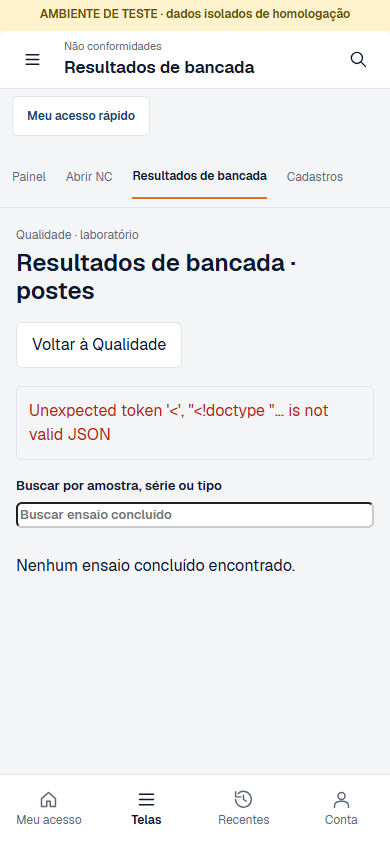 AMBIENTE DE TESTE · dados isolados de homologação
Não conformidades
Resultados de bancada
Meu acesso rápido
Painel
Abrir NC
Resultados de bancada
Cadastros
Qualidade · laboratório
Resultados de bancada ·
postes
Voltar à Qualidade
Unexpected token '<', "<!doctype "... is not
valid JSON
Buscar por amostra, série ou tipo
Buscar ensaio concluído
Nenhum ensaio concluído encontrado.
Meu acesso
Telas
Recentes
Conta